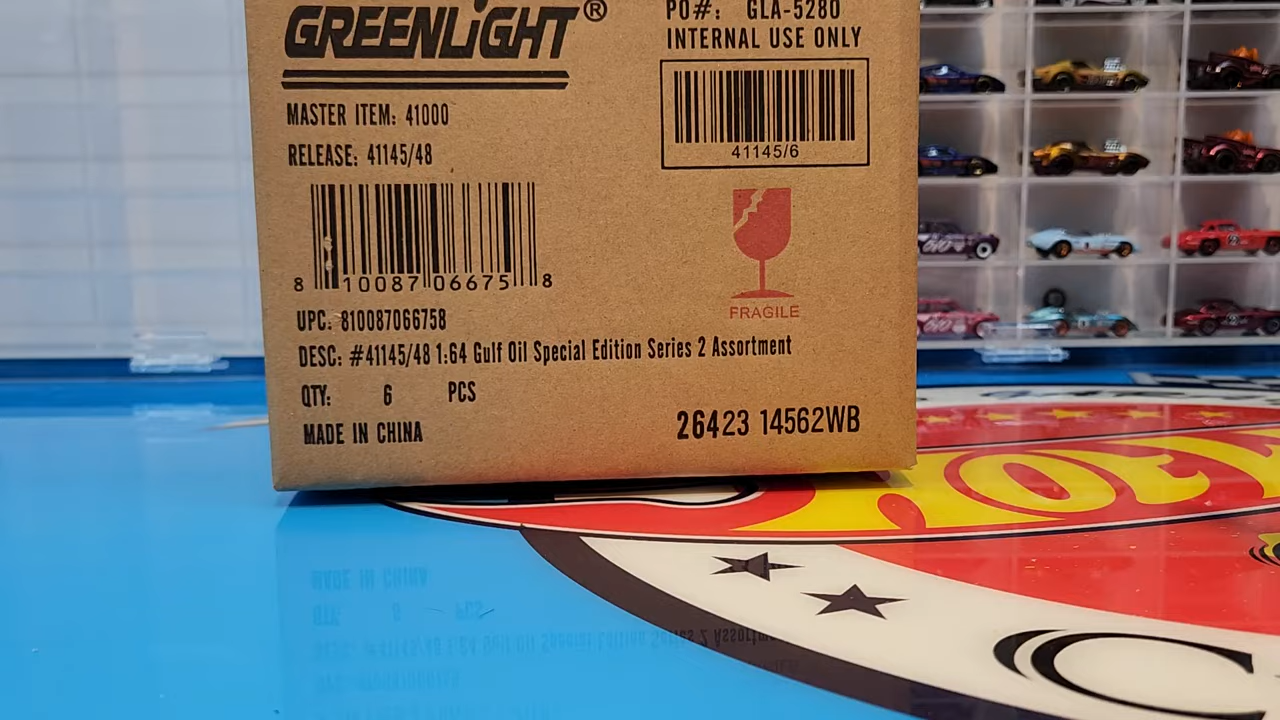 GREENLiGHT®
PO#: GLA-5280
INTERNAL USE ONLY
41145/6
MASTER ITEM: 41000
RELEASE: 41145/48
8 10087 06675 8
FRAGILE
UPC: 810087066758
DESC: #41145/48 1:64 Gulf Oil Special Edition Series 2 Assortment
QTY: 6 PCS
MADE IN CHINA
26423 14562WB
Hot
C